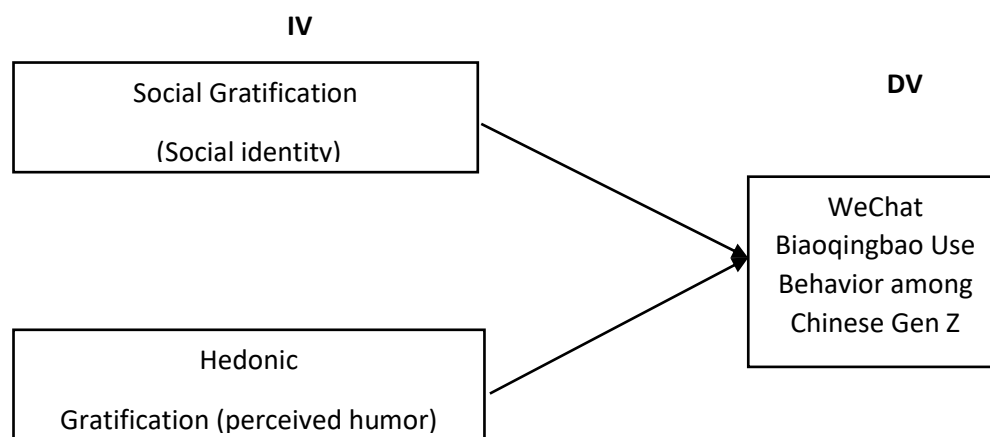 IV
Social Gratification
(Social identity)
DV
WeChat
Biaoqingbao Use
Behavior among
Chinese Gen Z
Hedonic
Gratification (perceived humor)